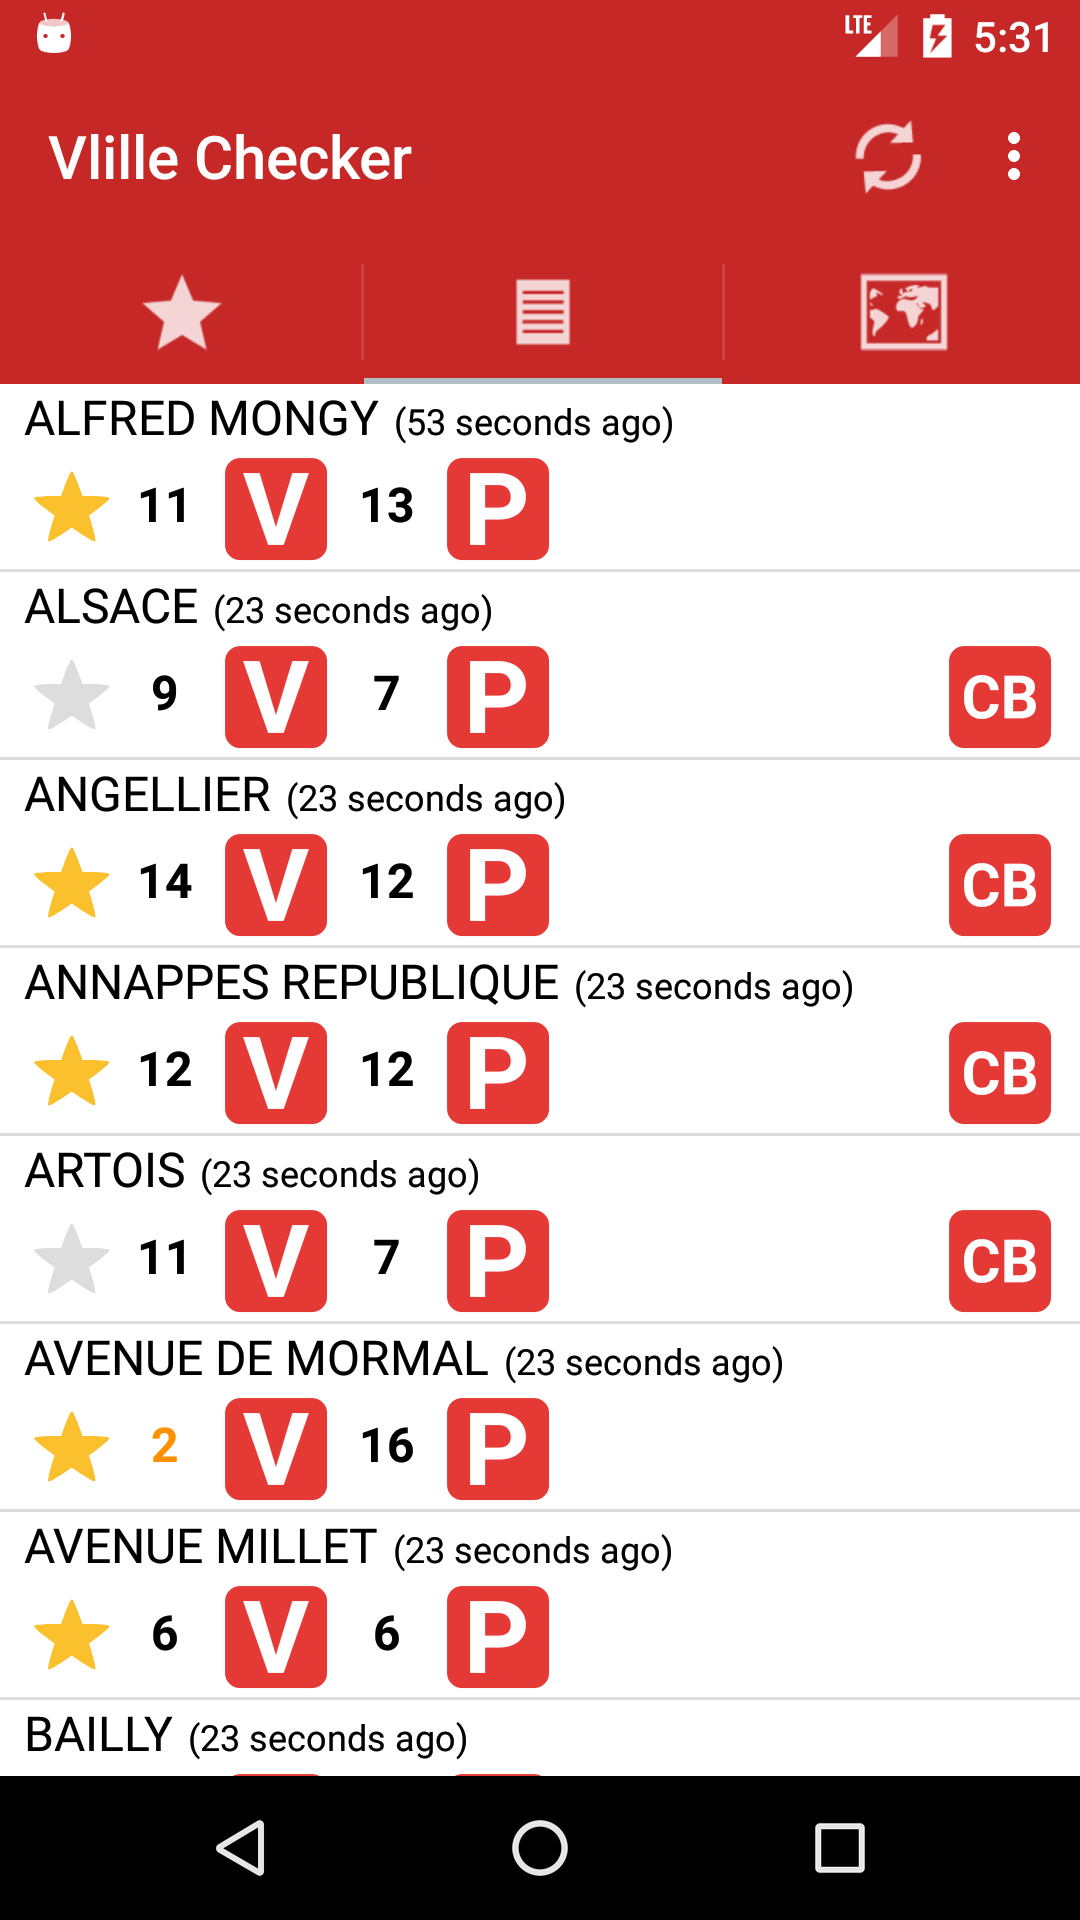 LTE 5:31
Vlille Checker
ALFRED MONGY (53 seconds ago)
11 V 13 P
ALSACE (23 seconds ago)
9 V 7 P CB
ANGELLIER (23 seconds ago)
14 V 12 P CB
ANNAPPES REPUBLIQUE (23 seconds ago)
12 V 12 P CB
ARTOIS (23 seconds ago)
11 V 7 P CB
AVENUE DE MORMAL (23 seconds ago)
2 V 16 P
AVENUE MILLET (23 seconds ago)
6 V 6 P
BAILLY (23 seconds ago)